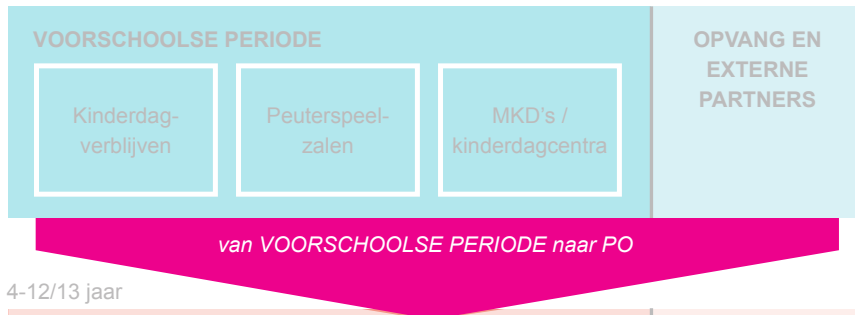 VOORSCHOOLSE PERIODE
Kinderdag-
verblijven
Peuterspeel-
zalen
MKD's /
kinderdagcentra
OPVANG EN
EXTERNE
PARTNERS
van VOORSCHOOLSE PERIODE naar PO
4-12/13 jaar